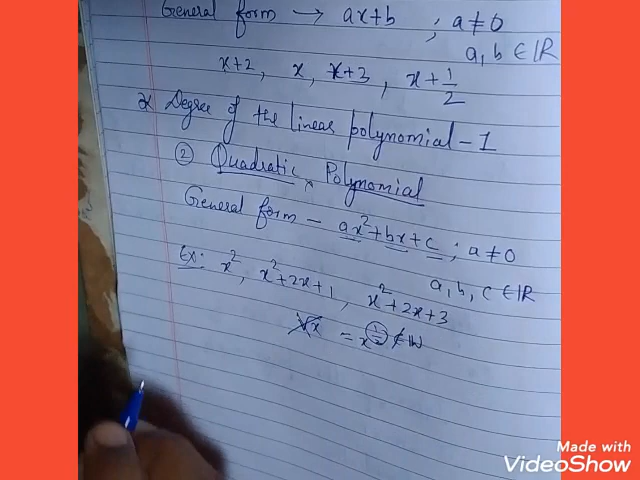 General form → ax+b ; a≠0
a, b ∈ IR
x+2, x, x+3, x+1/2
Degree of the linear polynomial - 1
② Quadratic Polynomial
General form - ax²+bx+c ; a≠0
a, b, c ∈ IR
Ex: x², x²+2x+1, x²+2x+3
√x = x^(1/2) ∉ IN
Made with
VideoShow